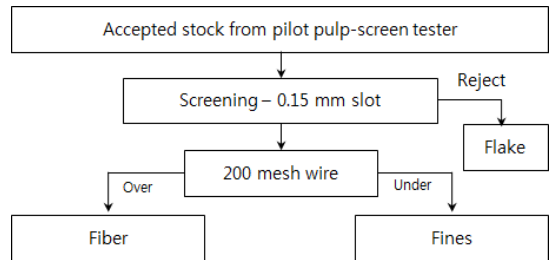 Accepted stock from pilot pulp-screen tester
Reject
Screening – 0.15 mm slot
Flake
200 mesh wire
Over
Under
Fiber
Fines